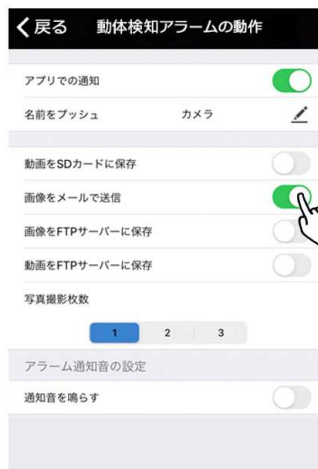 戻る 動体検知アラームの動作
アプリでの通知
名前をプッシュ カメラ
動画をSDカードに保存
画像をメールで送信
画像をFTPサーバーに保存
動画をFTPサーバーに保存
写真撮影枚数
1 2 3
アラーム通知音の設定
通知音を鳴らす